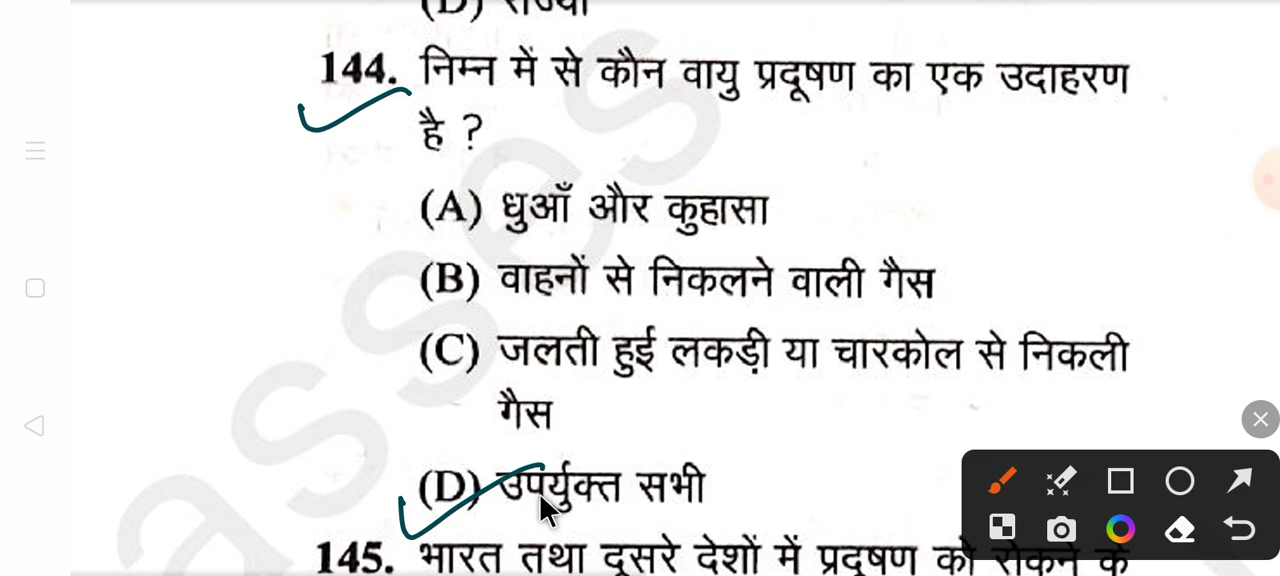 (D) राज्यों
144. निम्न में से कौन वायु प्रदूषण का एक उदाहरण
है ?
(A) धुआँ और कुहासा
(B) वाहनों से निकलने वाली गैस
(C) जलती हुई लकड़ी या चारकोल से निकली
गैस
(D) उपर्युक्त सभी
145. भारत तथा दूसरे देशों में प्रदूषण को रोकने के
asses